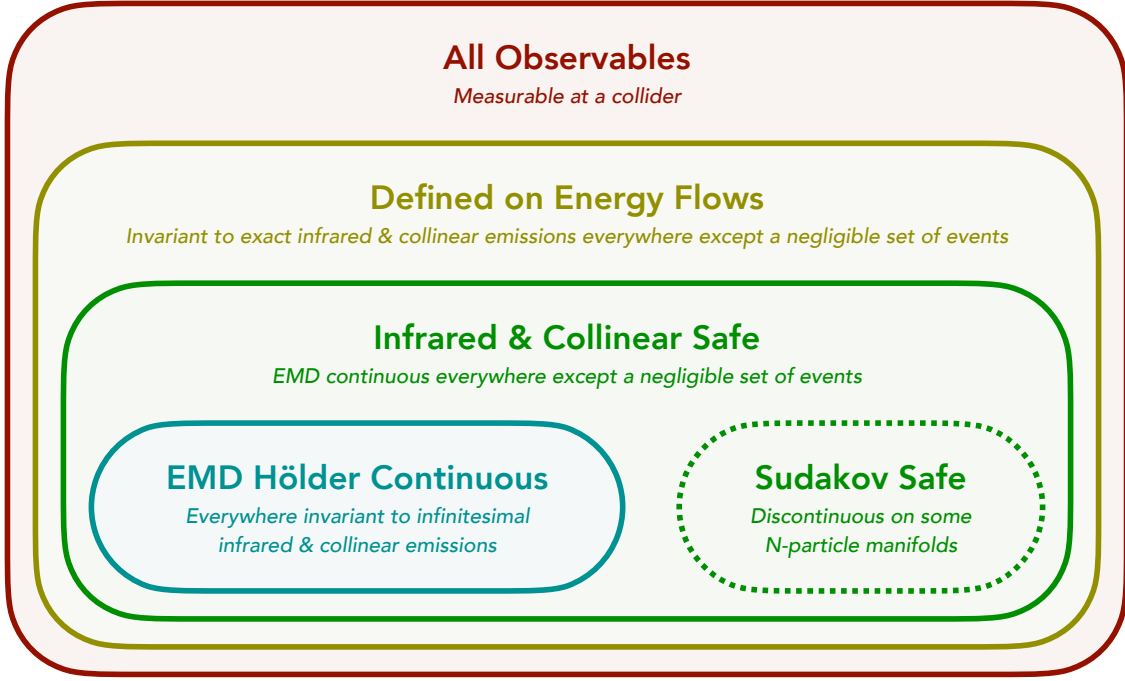 All Observables
Measurable at a collider
Defined on Energy Flows
Invariant to exact infrared & collinear emissions everywhere except a negligible set of events
Infrared & Collinear Safe
EMD continuous everywhere except a negligible set of events
EMD Hölder Continuous
Everywhere invariant to infinitesimal
infrared & collinear emissions
Sudakov Safe
Discontinuous on some
N-particle manifolds